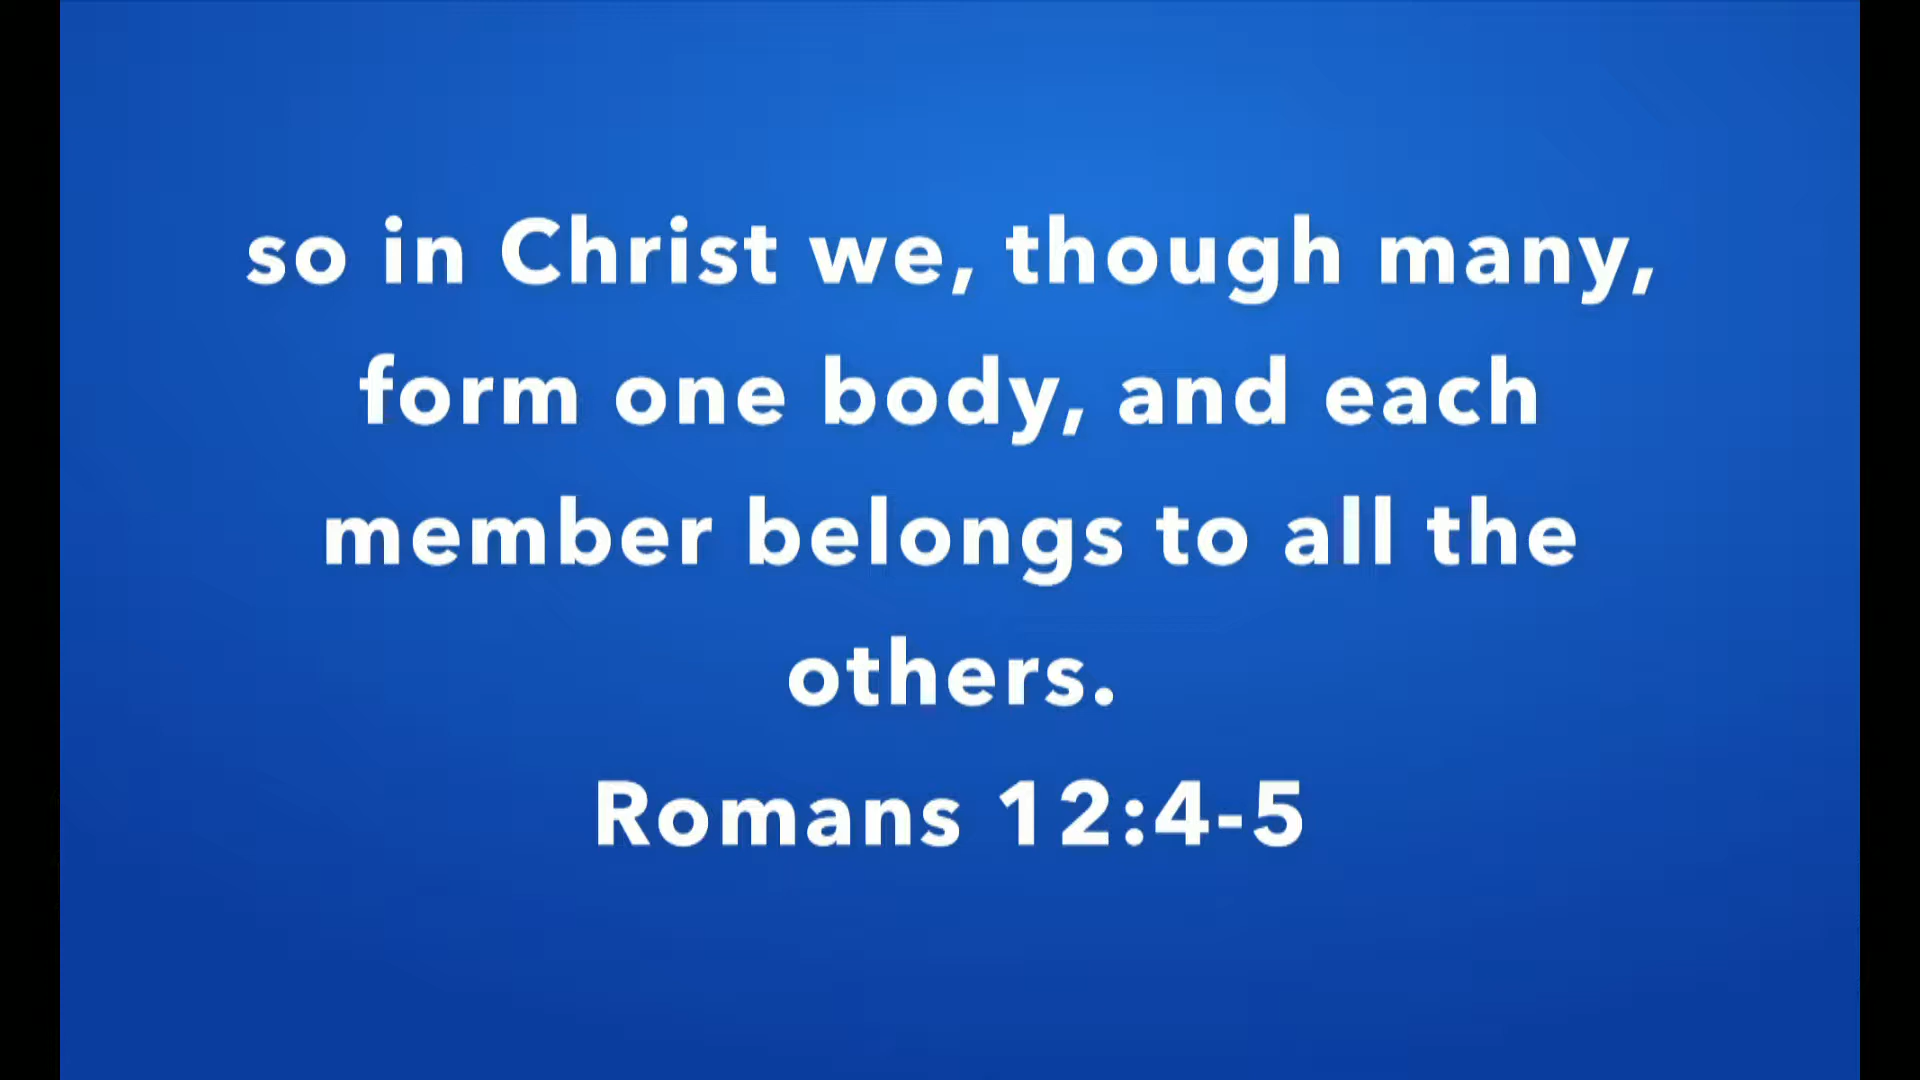 so in Christ we, though many,
form one body, and each
member belongs to all the
others.
Romans 12:4-5